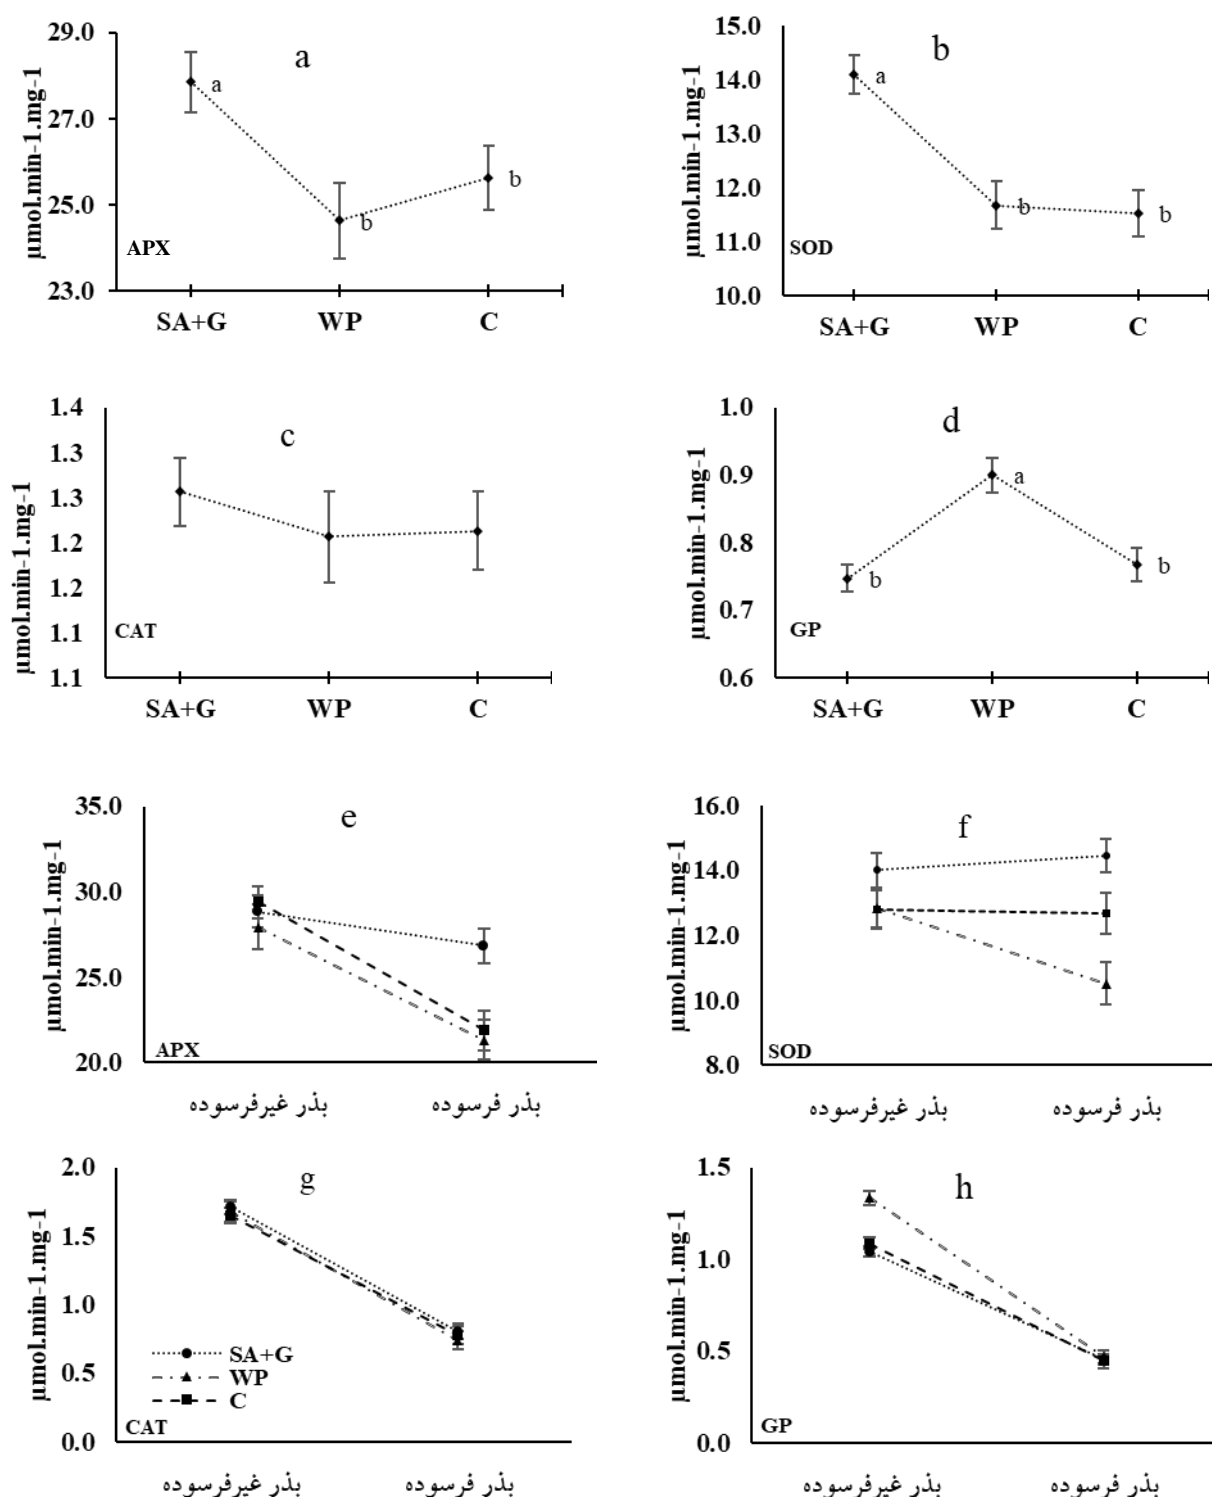 a
μmol.min-1.mg-1
29.0
27.0
25.0
23.0
a
b
b
APX
SA+G WP C
b
μmol.min-1.mg-1
15.0
14.0
13.0
12.0
11.0
10.0
a
b
b
SOD
SA+G WP C
c
μmol.min-1.mg-1
1.4
1.3
1.3
1.2
1.2
1.1
1.1
CAT
SA+G WP C
d
μmol.min-1.mg-1
1.0
0.9
0.8
0.7
0.6
b
a
b
GP
SA+G WP C
e
μmol.min-1.mg-1
35.0
30.0
25.0
20.0
APX
بذر غیرفرسوده بذر فرسوده
f
μmol.min-1.mg-1
16.0
14.0
12.0
10.0
8.0
SOD
بذر غیرفرسوده بذر فرسوده
g
μmol.min-1.mg-1
2.0
1.5
1.0
0.5
0.0
SA+G
WP
C
CAT
بذر غیرفرسوده بذر فرسوده
h
μmol.min-1.mg-1
1.5
1.0
0.5
0.0
GP
بذر غیرفرسوده بذر فرسوده